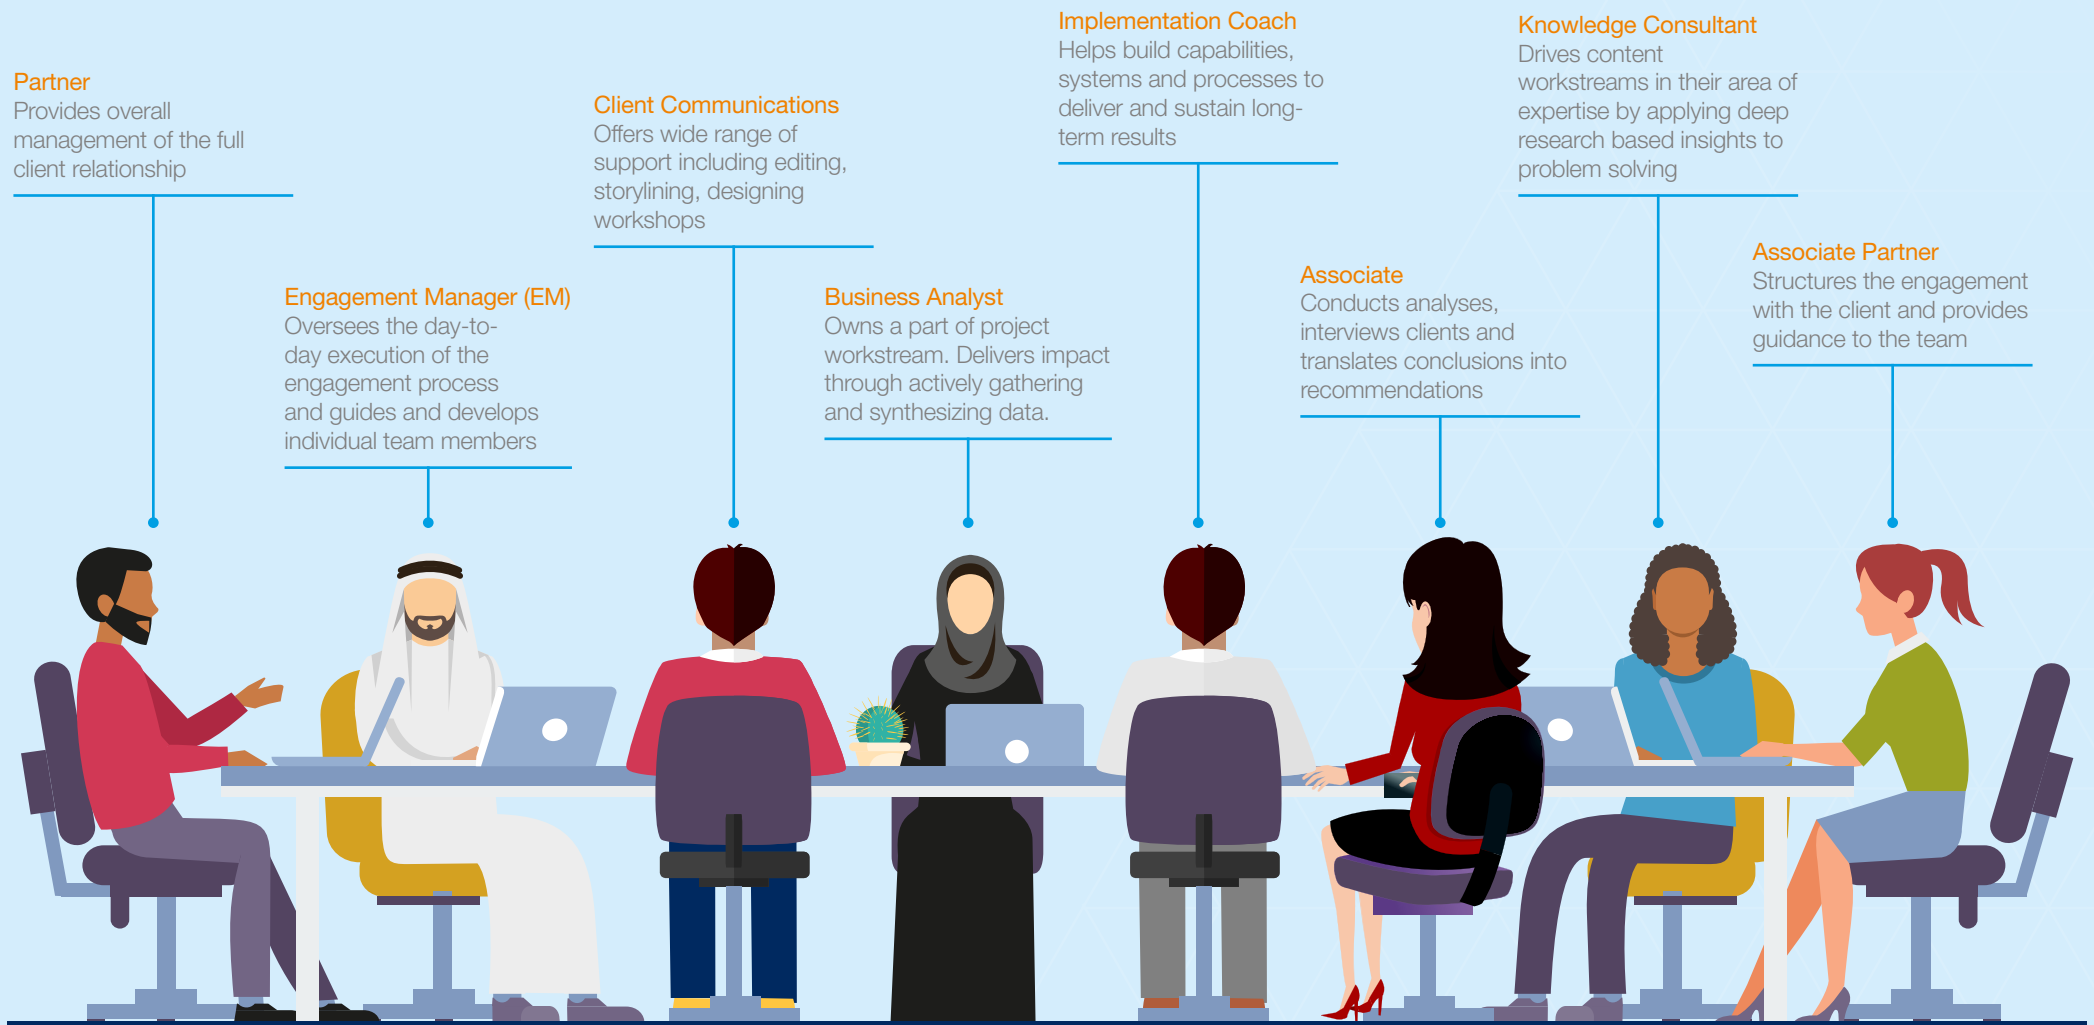 Partner
Provides overall
management of the full
client relationship
Engagement Manager (EM)
Oversees the day-to-
day execution of the
engagement process
and guides and develops
individual team members
Client Communications
Offers wide range of
support including editing,
storylining, designing
workshops
Business Analyst
Owns a part of project
workstream. Delivers impact
through actively gathering
and synthesizing data.
Implementation Coach
Helps build capabilities,
systems and processes to
deliver and sustain long-
term results
Associate
Conducts analyses,
interviews clients and
translates conclusions into
recommendations
Knowledge Consultant
Drives content
workstreams in their area of
expertise by applying deep
research based insights to
problem solving
Associate Partner
Structures the engagement
with the client and provides
guidance to the team